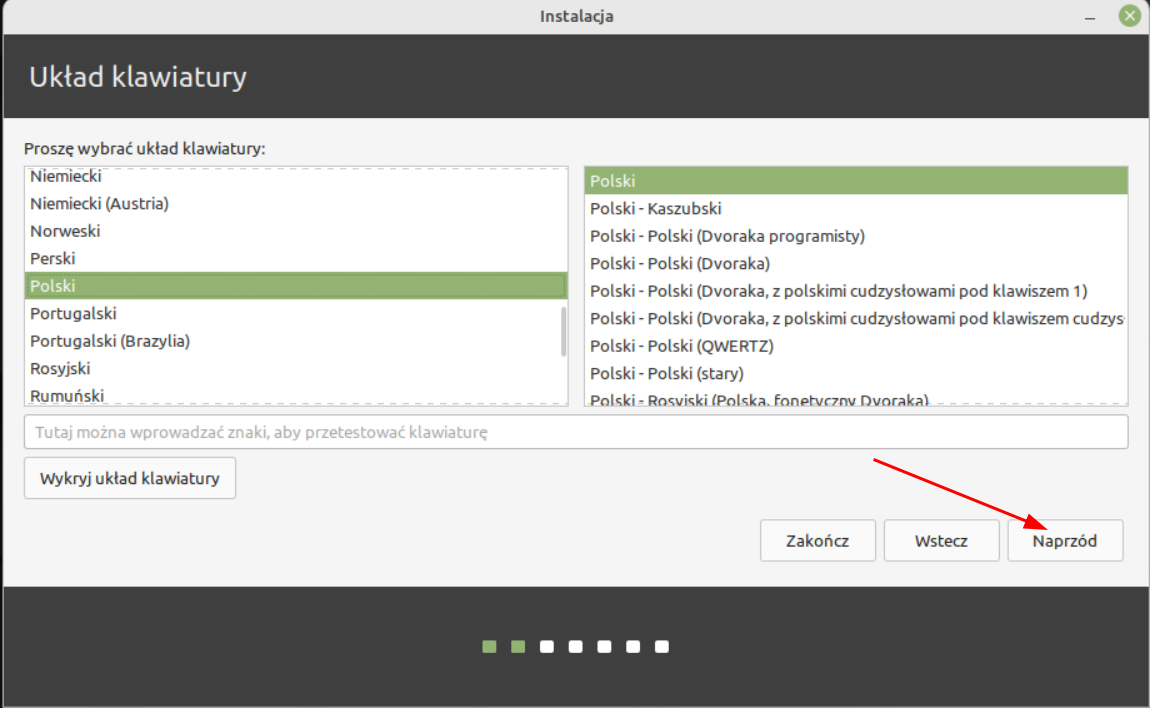 Instalacja
Układ klawiatury
Proszę wybrać układ klawiatury:
Niemiecki
Niemiecki (Austria)
Norweski
Perski
Polski
Portugalski
Portugalski (Brazylia)
Rosyjski
Rumuński
Polski
Polski - Kaszubski
Polski - Polski (Dvoraka programisty)
Polski - Polski (Dvoraka)
Polski - Polski (Dvoraka, z polskimi cudzysłowami pod klawiszem 1)
Polski - Polski (Dvoraka, z polskimi cudzysłowami pod klawiszem cudzys
Polski - Polski (QWERTZ)
Polski - Polski (stary)
Polski - Rosyjski (Polska, fonetyczny Dvoraka)
Tutaj można wprowadzać znaki, aby przetestować klawiaturę
Wykryj układ klawiatury
Zakończ
Wstecz
Naprzód